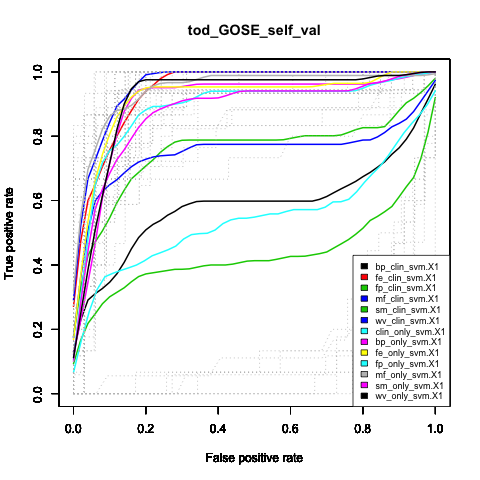 tod_GOSE_self_val
True positive rate
1.0
0.8
0.6
0.4
0.2
0.0
bp_clin_svm.X1
fe_clin_svm.X1
fp_clin_svm.X1
mf_clin_svm.X1
sm_clin_svm.X1
wv_clin_svm.X1
clin_only_svm.X1
bp_only_svm.X1
fe_only_svm.X1
fp_only_svm.X1
mf_only_svm.X1
sm_only_svm.X1
wv_only_svm.X1
0.0 0.2 0.4 0.6 0.8 1.0
False positive rate